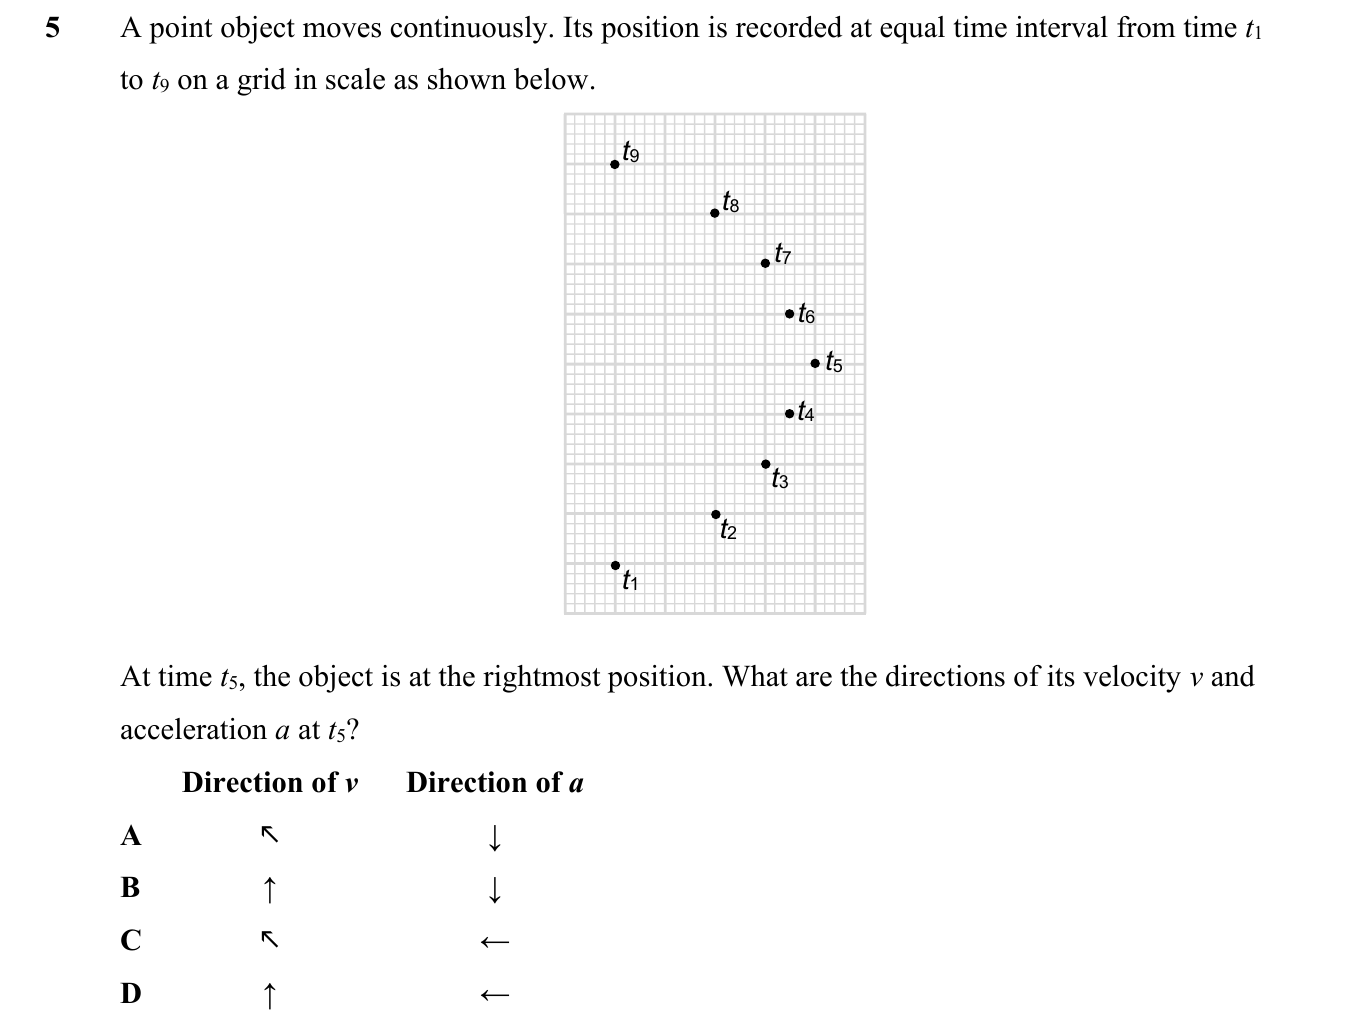 5 A point object moves continuously. Its position is recorded at equal time interval from time t1
to t9 on a grid in scale as shown below.
t9
t8
t7
t6
t5
t4
t3
t2
t1
At time t5, the object is at the rightmost position. What are the directions of its velocity v and
acceleration a at t5?
Direction of v Direction of a
A ↖ ↓
B ↑ ↓
C ↖ ←
D ↑ ←